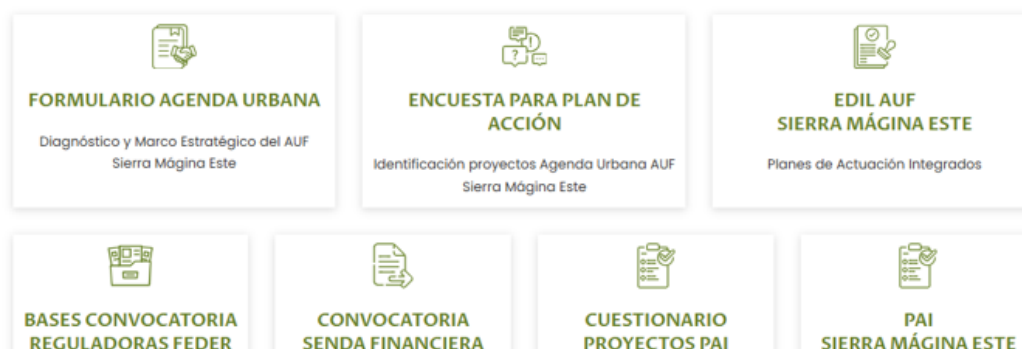 FORMULARIO AGENDA URBANA
Diagnóstico y Marco Estratégico del AUF
Sierra Mágina Este
ENCUESTA PARA PLAN DE
ACCIÓN
Identificación proyectos Agenda Urbana AUF
Sierra Mágina Este
EDIL AUF
SIERRA MÁGINA ESTE
Planes de Actuación Integrados
BASES CONVOCATORIA
REGULADORAS FEDER
CONVOCATORIA
SENDA FINANCIERA
CUESTIONARIO
PROYECTOS PAI
PAI
SIERRA MÁGINA ESTE